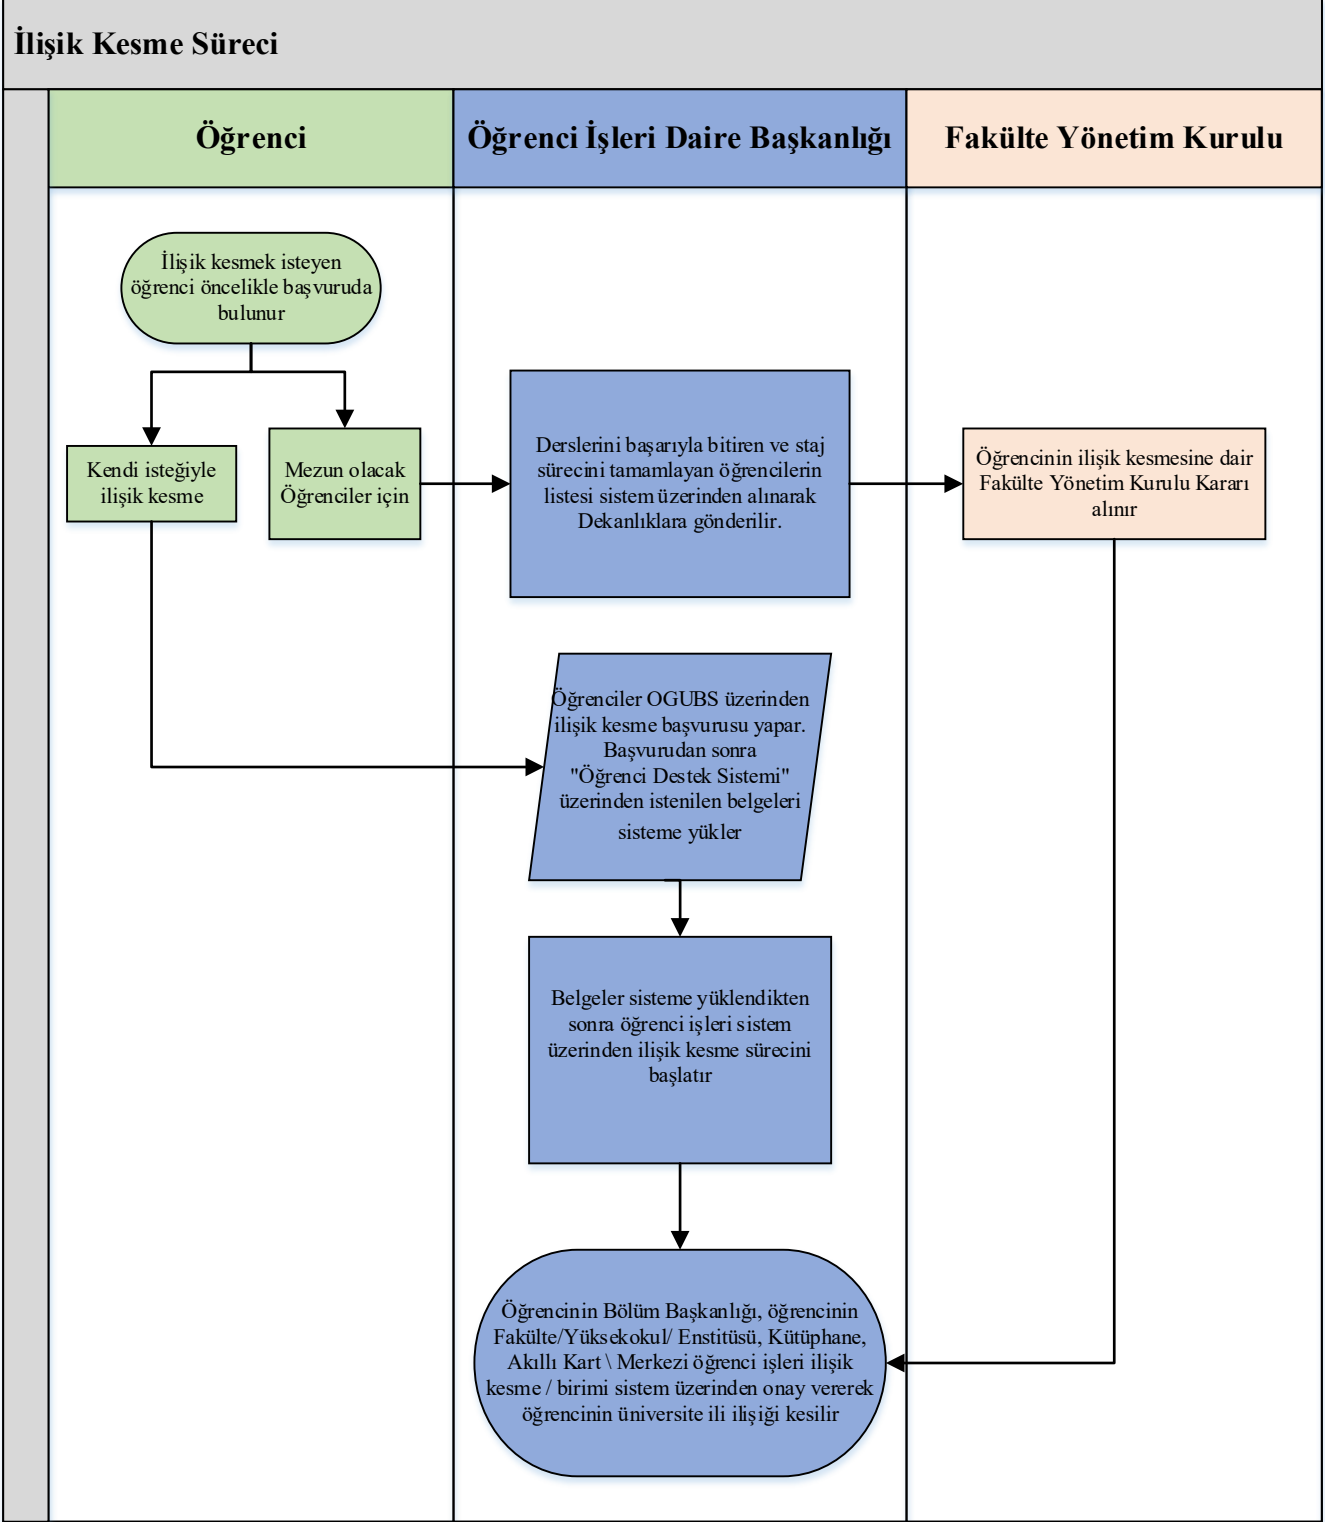 İlişik Kesme Süreci
Öğrenci
Öğrenci İşleri Daire Başkanlığı
Fakülte Yönetim Kurulu
İlişik kesmek isteyen
öğrenci öncelikle başvuruda
bulunur
Kendi isteğiyle
ilişik kesme
Mezun olacak
Öğrenciler için
Derslerini başarıyla bitiren ve staj
sürecini tamamlayan öğrencilerin
listesi sistem üzerinden alınarak
Dekanlıklara gönderilir.
Öğrencinin ilişik kesmesine dair
Fakülte Yönetim Kurulu Kararı
alınır
Öğrenciler OGUBS üzerinden
ilişik kesme başvurusu yapar.
Başvurudan sonra
"Öğrenci Destek Sistemi"
üzerinden istenilen belgeleri
sisteme yükler
Belgeler sisteme yüklendikten
sonra öğrenci işleri sistem
üzerinden ilişik kesme sürecini
başlatır
Öğrencinin Bölüm Başkanlığı, öğrencinin
Fakülte/Yüksekokul/ Enstitüsü, Kütüphane,
Akıllı Kart \ Merkezi öğrenci işleri ilişik
kesme / birimi sistem üzerinden onay vererek
öğrencinin üniversite ili ilişiği kesilir